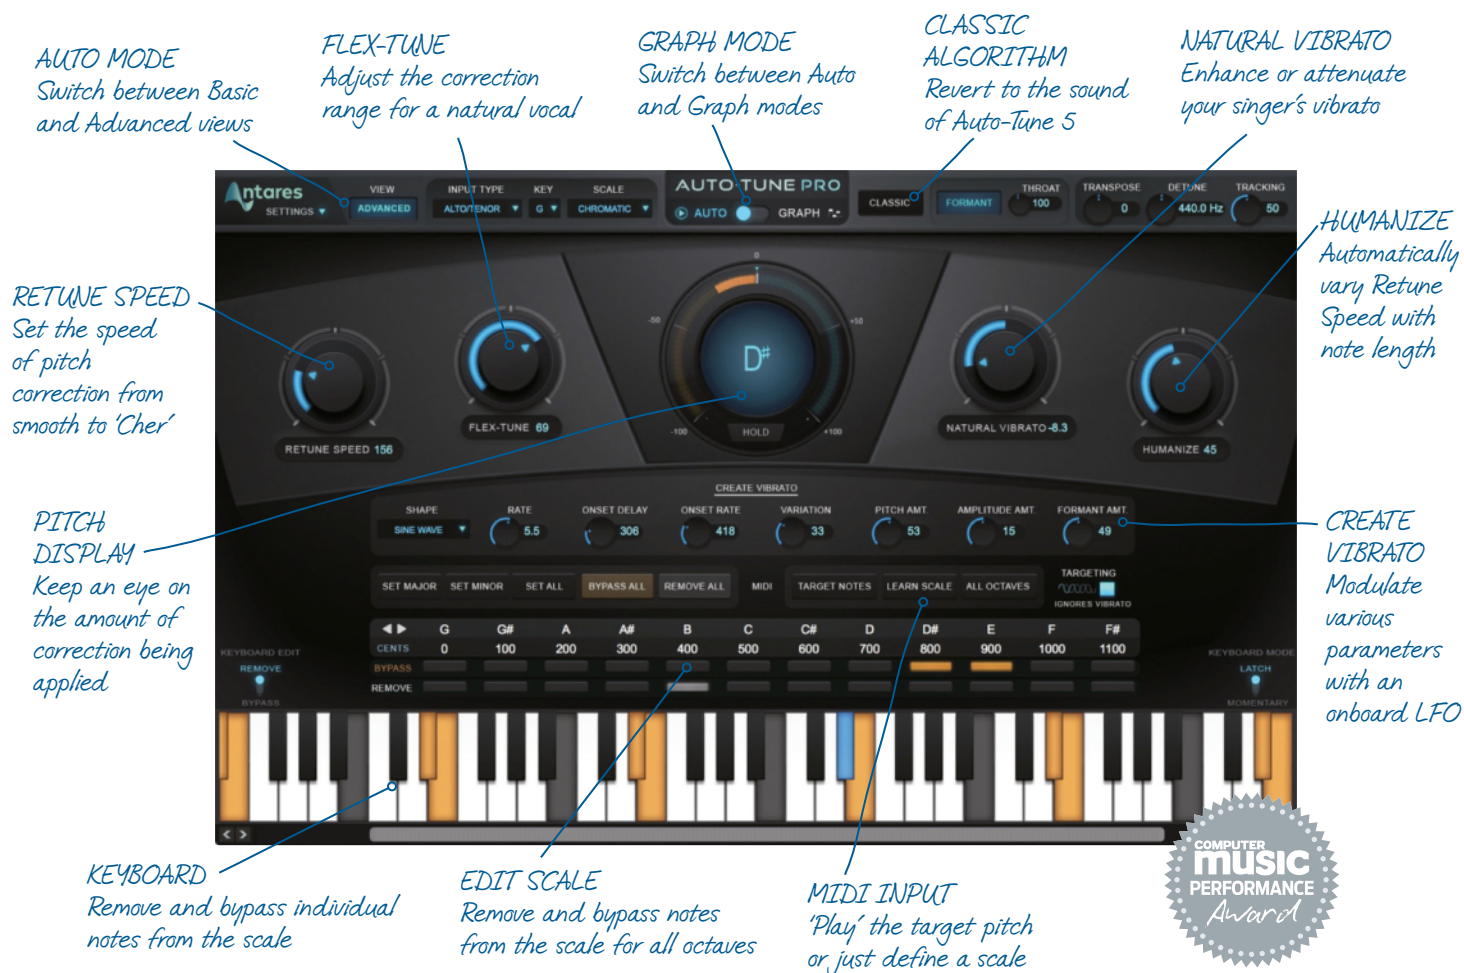 AUTO MODE
Switch between Basic
and Advanced views
FLEX-TUNE
Adjust the correction
range for a natural vocal
GRAPH MODE
Switch between Auto
and Graph modes
CLASSIC
ALGORITHM
Revert to the sound
of Auto-Tune 5
NATURAL VIBRATO
Enhance or attenuate
your singer's vibrato
HUMANIZE
Automatically
vary Retune
Speed with
note length
RETUNE SPEED
Set the speed
of pitch
correction from
smooth to 'Cher'
PITCH
DISPLAY
Keep an eye on
the amount of
correction being
applied
CREATE
VIBRATO
Modulate
various
parameters
with an
onboard LFO
Antares
SETTINGS
VIEW
ADVANCED
INPUT TYPE KEY SCALE
ALTO/TENOR G CHROMATIC
AUTO-TUNE PRO
AUTO GRAPH
CLASSIC
FORMANT
THROAT
100
TRANSPOSE DETUNE TRACKING
0 440.0 Hz 50
0
-50 +50
D#
-100 +100
HOLD
RETUNE SPEED 156
FLEX-TUNE 69
NATURAL VIBRATO -8.3
HUMANIZE 45
CREATE VIBRATO
SHAPE RATE ONSET DELAY ONSET RATE VARIATION PITCH AMT. AMPLITUDE AMT. FORMANT AMT.
SINE WAVE 5.5 306 418 33 53 15 49
SET MAJOR SET MINOR SET ALL BYPASS ALL REMOVE ALL MIDI TARGET NOTES LEARN SCALE ALL OCTAVES
TARGETING
IGNORES VIBRATO
G G# A A# B C C# D D# E F F#
CENTS 0 100 200 300 400 500 600 700 800 900 1000 1100
BYPASS
REMOVE
KEYBOARD EDIT
REMOVE
BYPASS
KEYBOARD MODE
LATCH
MOMENTARY
KEYBOARD
Remove and bypass individual
notes from the scale
EDIT SCALE
Remove and bypass notes
from the scale for all octaves
MIDI INPUT
'Play' the target pitch
or just define a scale
COMPUTER
music
PERFORMANCE
Award